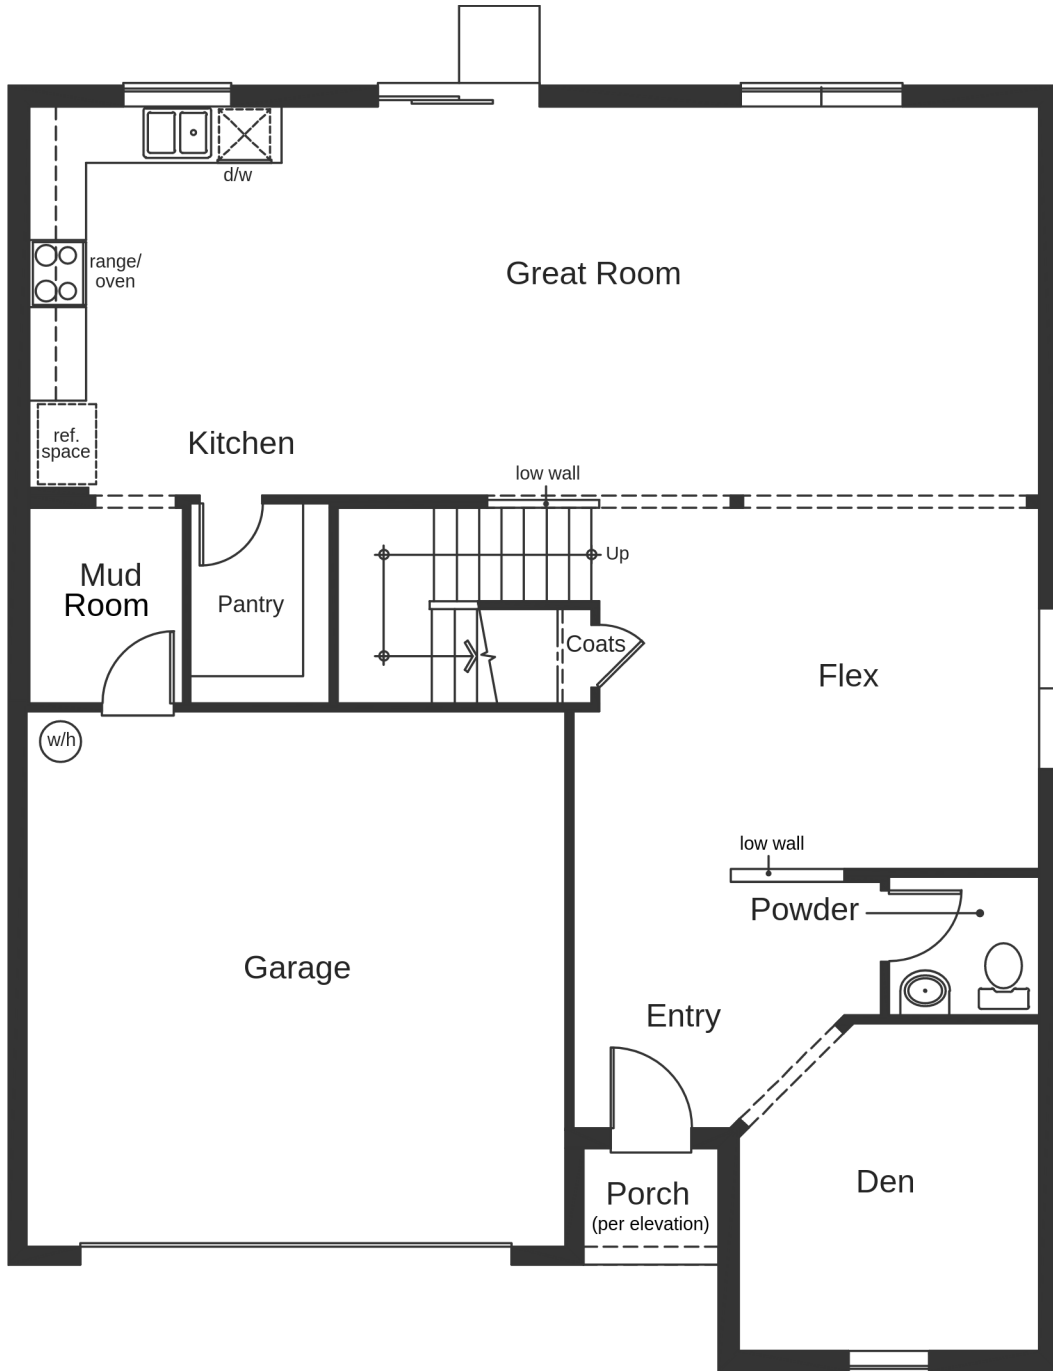 d/w
range/
oven
Great Room
ref.
space
Kitchen
low wall
Up
Mud
Room
Pantry
Coats
Flex
w/h
low wall
Powder
Garage
Entry
Den
Porch
(per elevation)